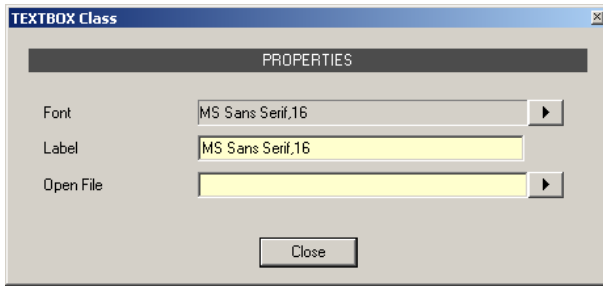 TEXTBOX Class
PROPERTIES
Font MS Sans Serif,16
Label MS Sans Serif,16
Open File
Close